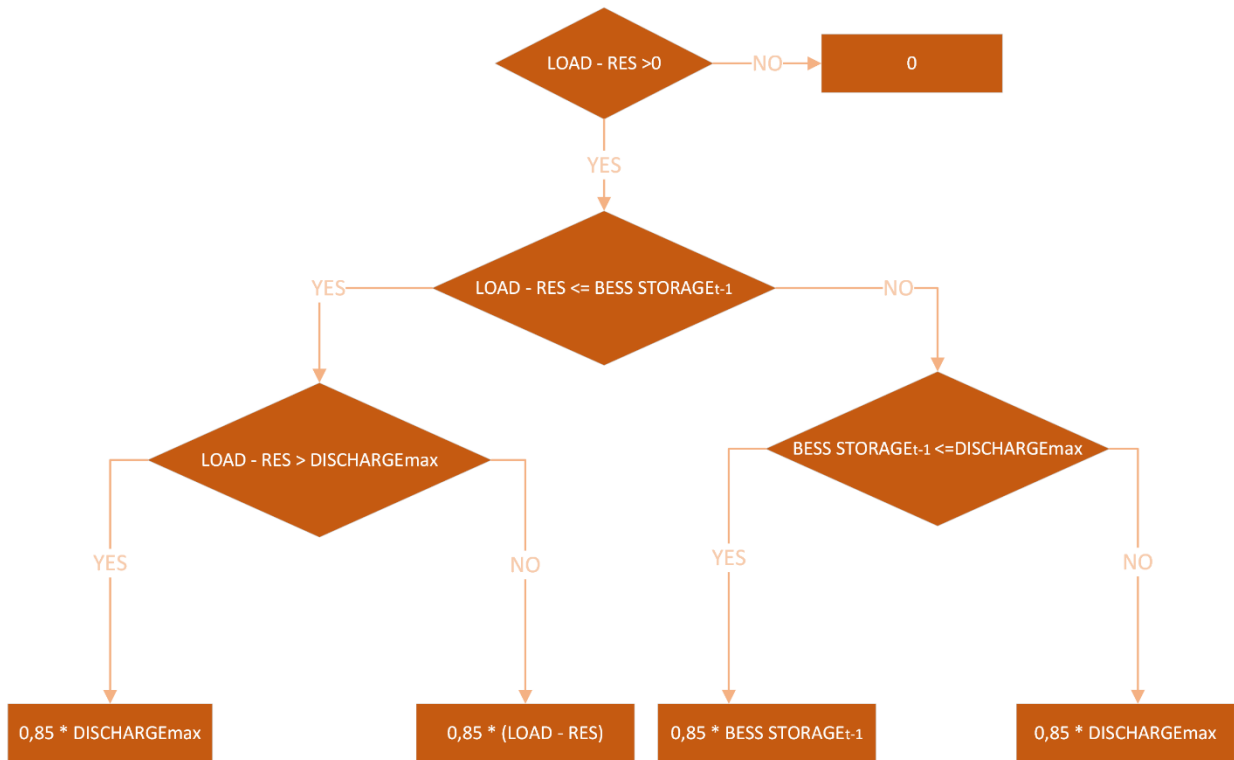 LOAD - RES >0
NO
0
YES
LOAD - RES <= BESS STORAGEt-1
YES
NO
LOAD - RES > DISCHARGEmax
BESS STORAGEt-1 <=DISCHARGEmax
YES
NO
YES
NO
0,85 * DISCHARGEmax
0,85 * (LOAD - RES)
0,85 * BESS STORAGEt-1
0,85 * DISCHARGEmax